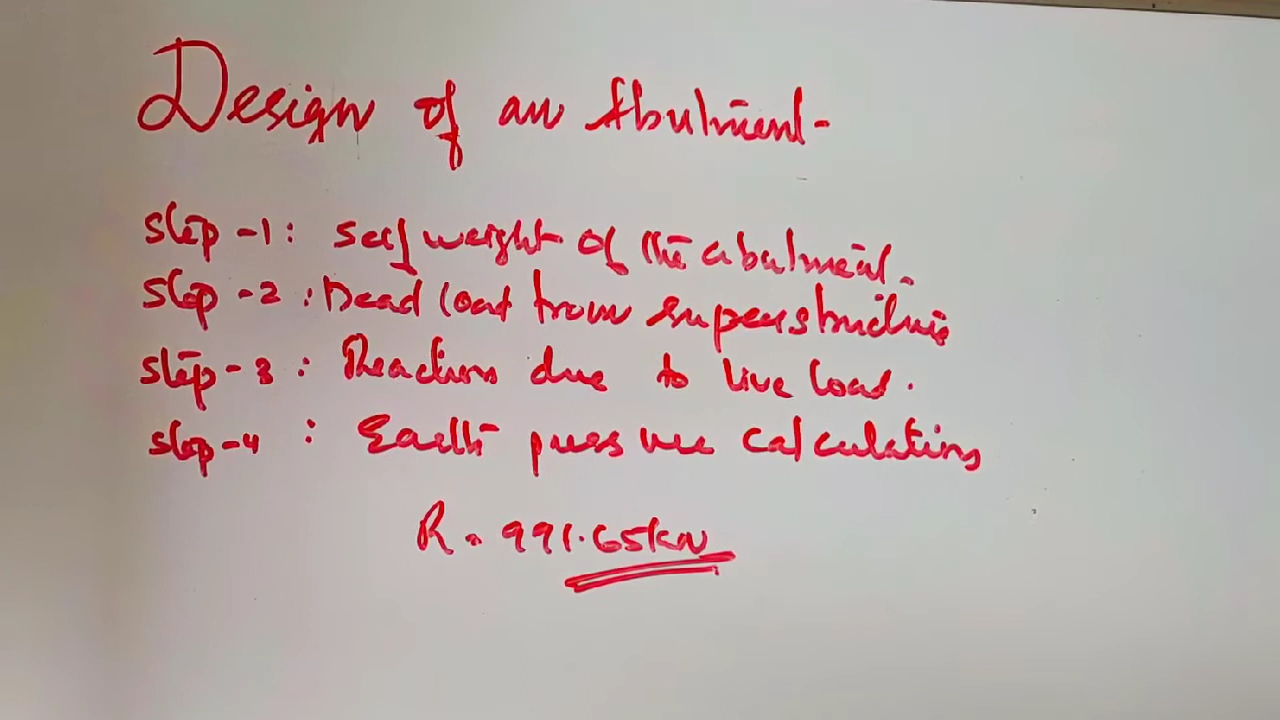 Design of an Abutment-
step-1: self weight of the abutment.
step-2: Dead load from superstructure
step-3: Reaction due to live load.
step-4: Earth pressure calculations
R = 991.65kN